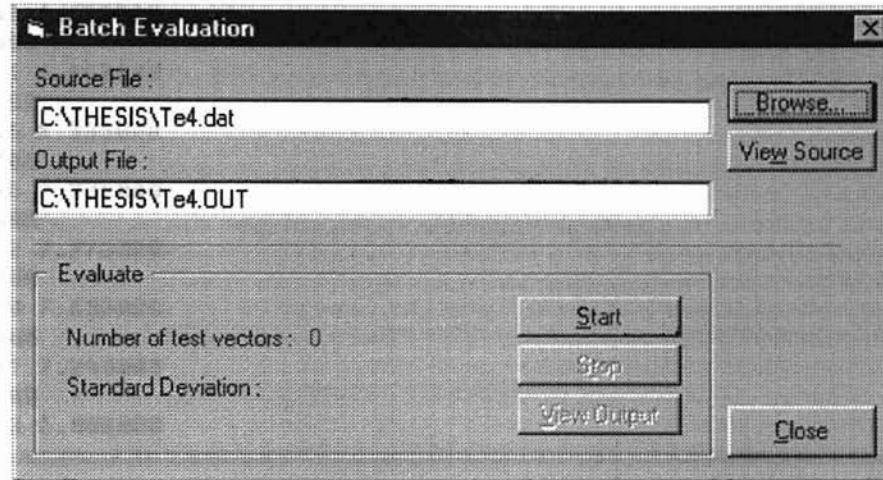 Batch Evaluation
Source File :
C:\THESIS\Te4.dat
Browse...
View Source
Output File :
C:\THESIS\Te4.OUT
Evaluate
Number of test vectors : 0
Standard Deviation :
Start
Stop
View Output
Close